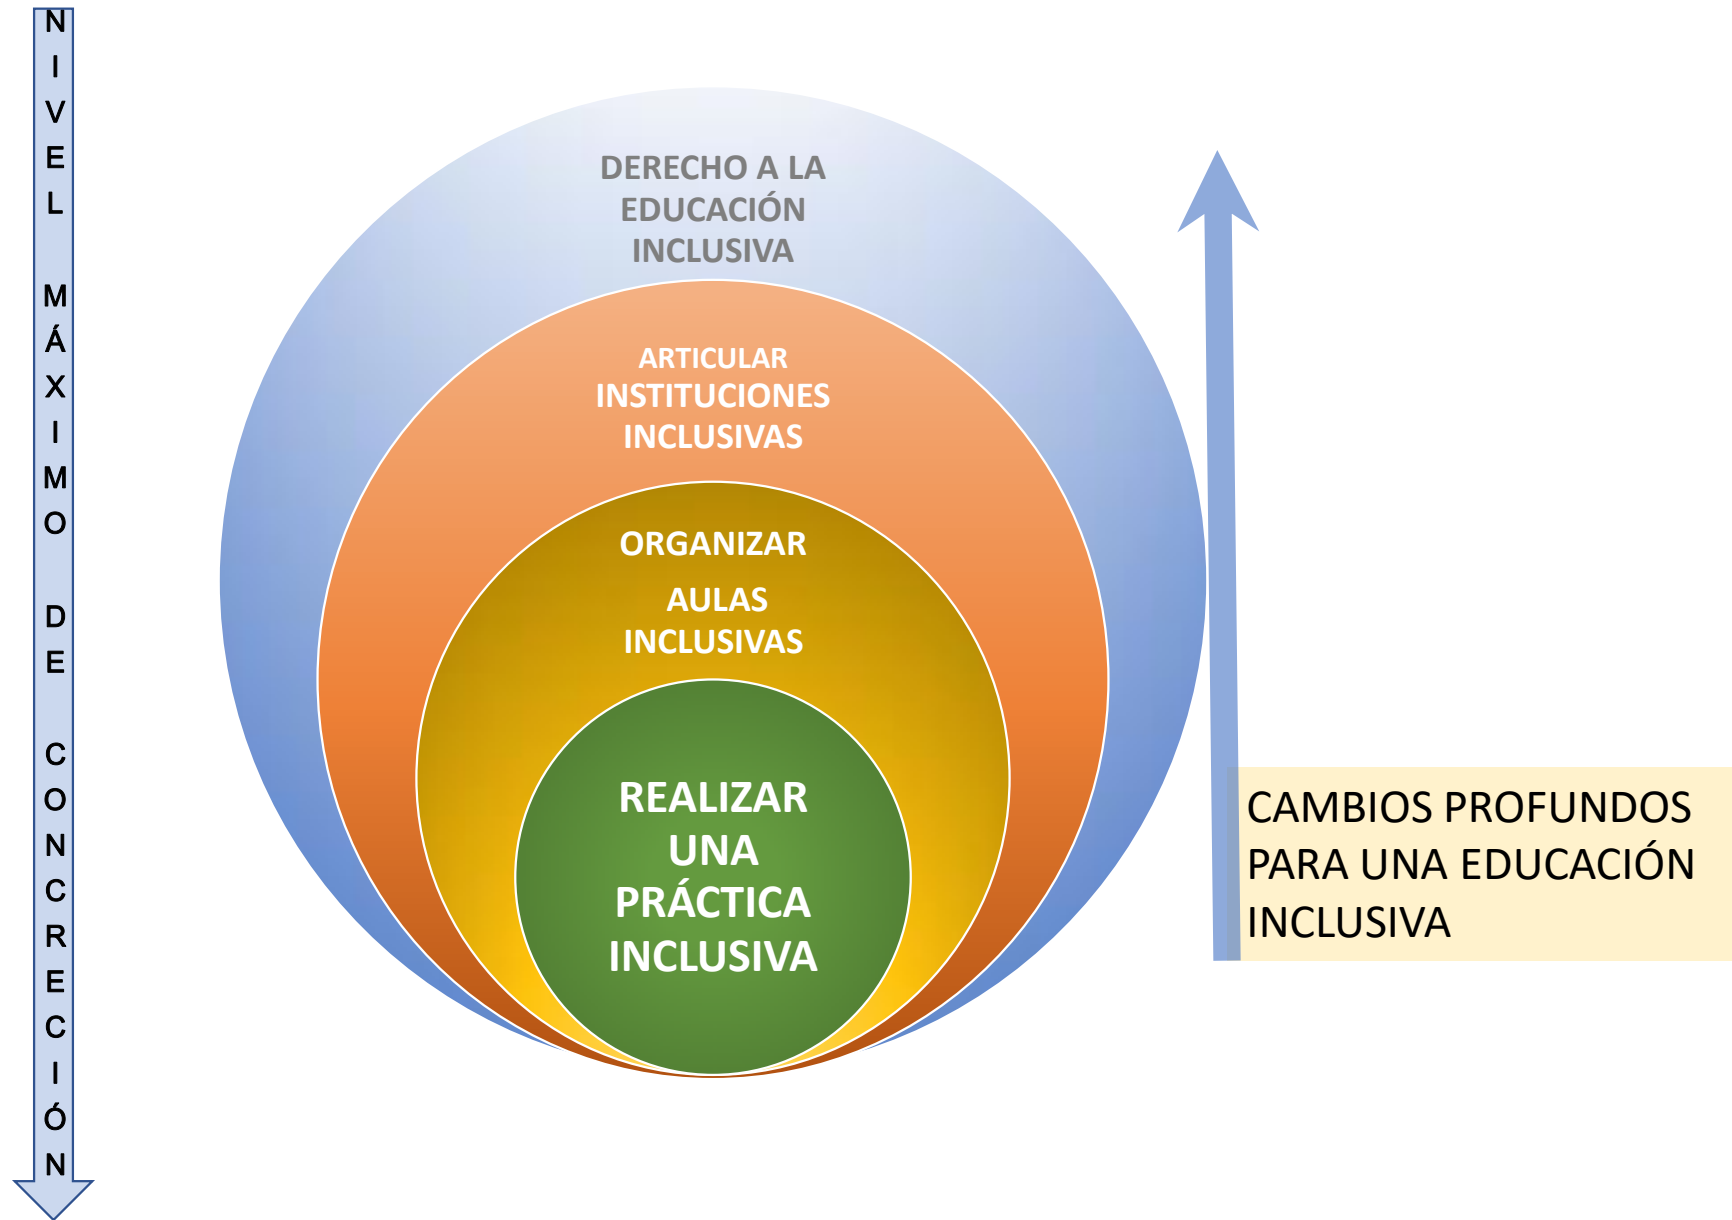 NIVEL MÁXIMO DE CONCRECIÓN
DERECHO A LA
EDUCACIÓN
INCLUSIVA
ARTICULAR
INSTITUCIONES
INCLUSIVAS
ORGANIZAR
AULAS
INCLUSIVAS
REALIZAR
UNA
PRÁCTICA
INCLUSIVA
CAMBIOS PROFUNDOS
PARA UNA EDUCACIÓN
INCLUSIVA